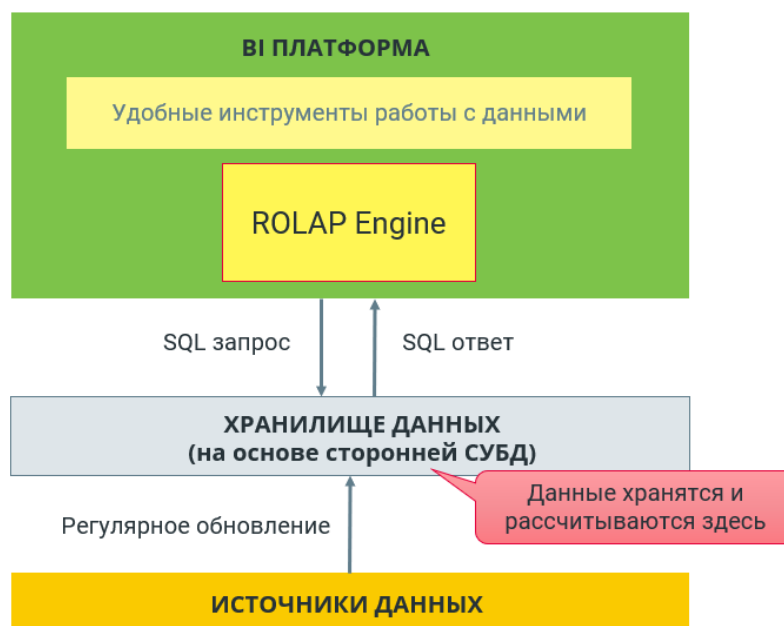 BI ПЛАТФОРМА
Удобные инструменты работы с данными
ROLAP Engine
SQL запрос
SQL ответ
ХРАНИЛИЩЕ ДАННЫХ
(на основе сторонней СУБД)
Данные хранятся и
рассчитываются здесь
Регулярное обновление
ИСТОЧНИКИ ДАННЫХ